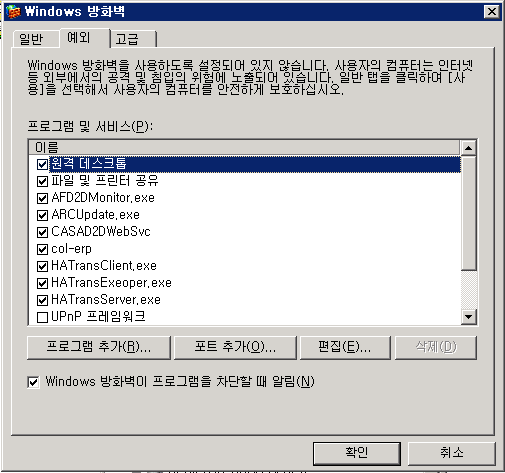 Windows 방화벽
일반 예외 고급
Windows 방화벽을 사용하도록 설정되어 있지 않습니다. 사용자의 컴퓨터는 인터넷
등 외부에서의 공격 및 침입의 위험에 노출되어 있습니다. 일반 탭을 클릭하여 [사
용]을 선택해서 사용자의 컴퓨터를 안전하게 보호하십시오.
프로그램 및 서비스(P):
이름
원격 데스크톱
파일 및 프린터 공유
AFD2DMonitor.exe
ARCUpdate.exe
CASAD2DWebSvc
col-erp
HATransClient.exe
HATransExeoper.exe
HATransServer.exe
UPnP 프레임워크
프로그램 추가(R)... 포트 추가(O)... 편집(E)... 삭제(D)
Windows 방화벽이 프로그램을 차단할 때 알림(N)
확인 취소